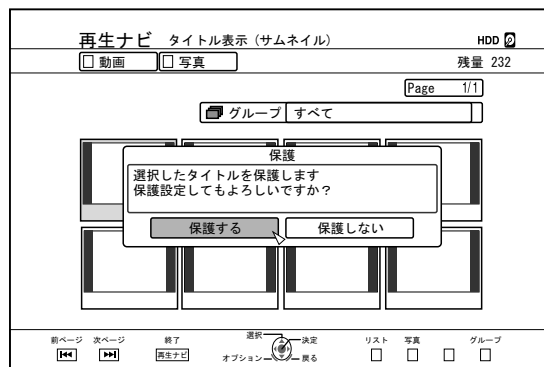 再生ナビ タイトル表示（サムネイル） HDD
動画 写真 残量 232
Page 1/1
グループ すべて
保護
選択したタイトルを保護します
保護設定してもよろしいですか？
保護する 保護しない
前ページ 次ページ 終了 選択 決定 リスト 写真 グループ
再生ナビ オプション 戻る